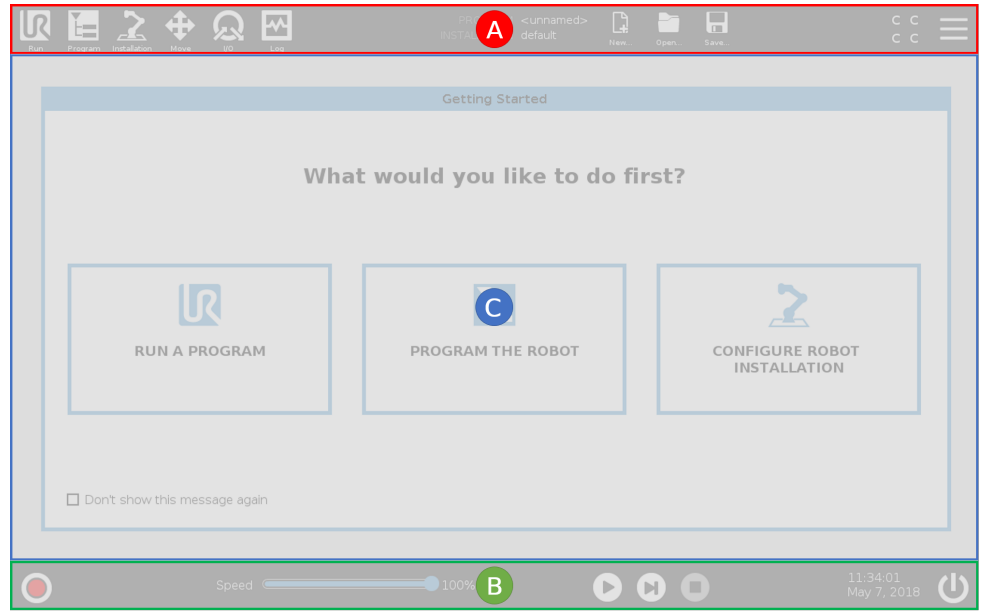 Run Program Installation Move I/O Log
PR <unnamed>
INSTAL default
New... Open... Save...
C C
C C
A
Getting Started
What would you like to do first?
C
RUN A PROGRAM
PROGRAM THE ROBOT
CONFIGURE ROBOT
INSTALLATION
Don't show this message again
Speed 100%
B
11:34:01
May 7, 2018